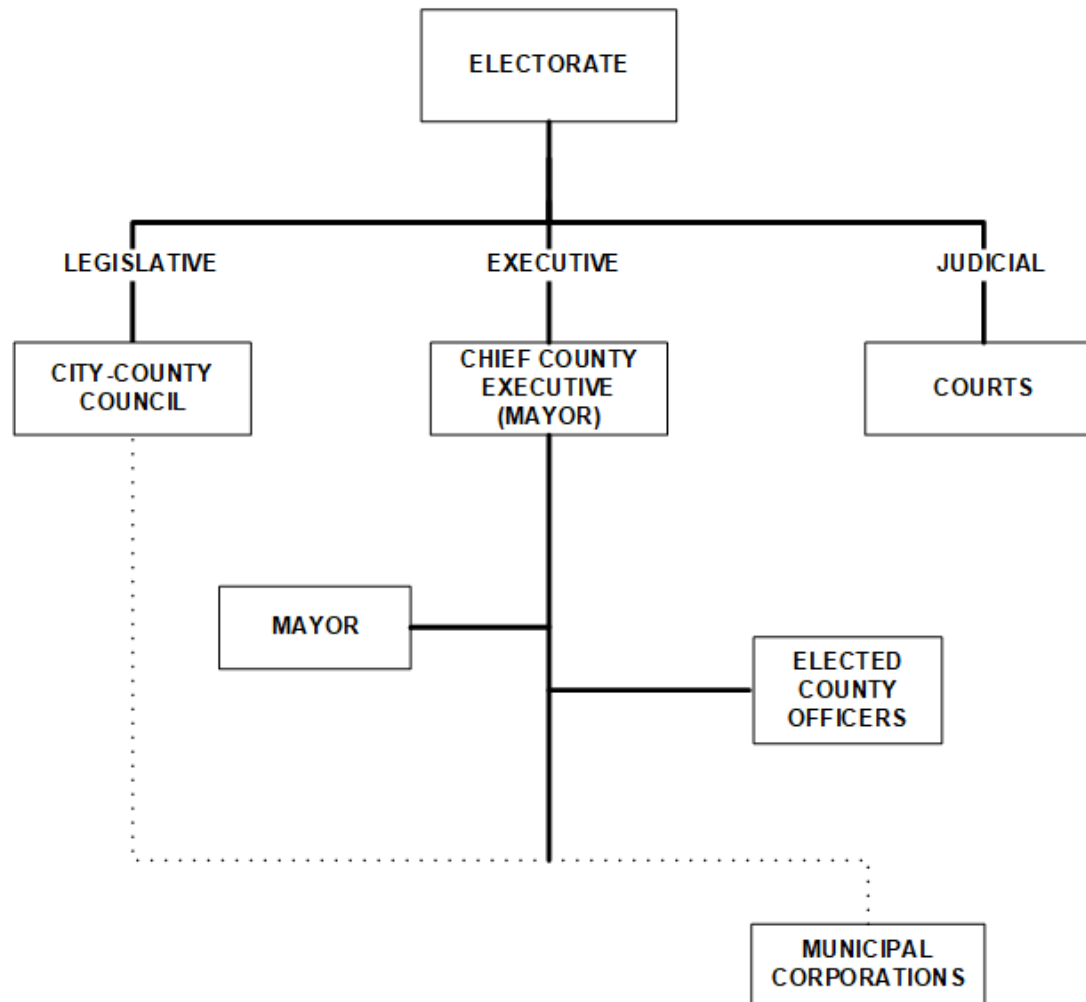 ELECTORATE
LEGISLATIVE
EXECUTIVE
JUDICIAL
CITY-COUNTY
COUNCIL
CHIEF COUNTY
EXECUTIVE
(MAYOR)
COURTS
MAYOR
ELECTED
COUNTY
OFFICERS
MUNICIPAL
CORPORATIONS